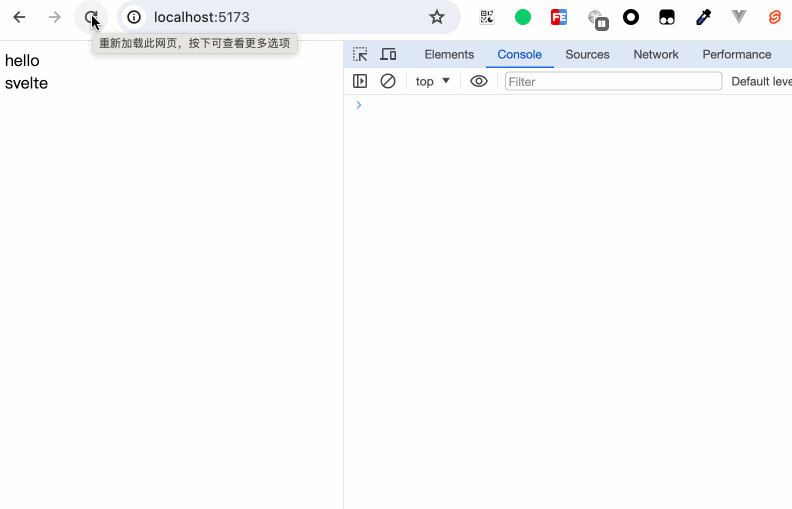 localhost:5173
FE
重新加载此网页，按下可查看更多选项
hello
svelte
Elements Console Sources Network Performance
top Filter Default leve